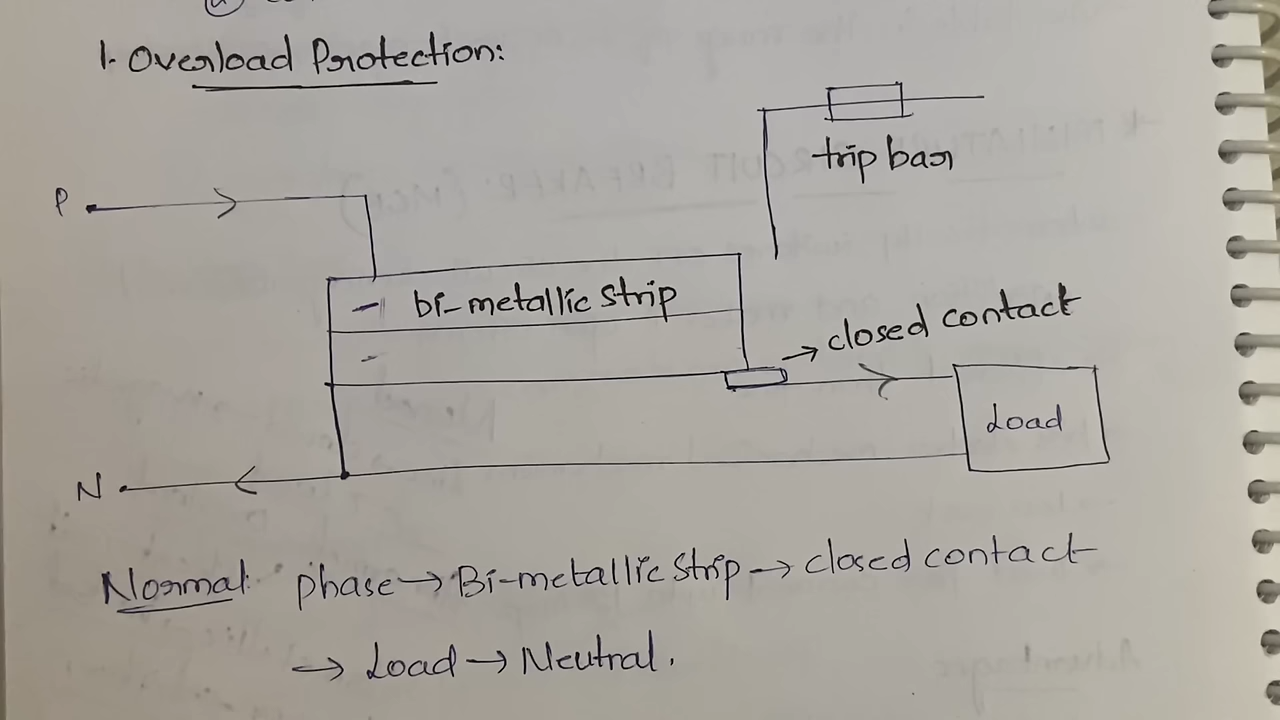 1. Overload Protection:
trip bar
P
bi-metallic strip
closed contact
Load
N
Normal: phase → Bi-metallic strip → closed contact
→ Load → Neutral.